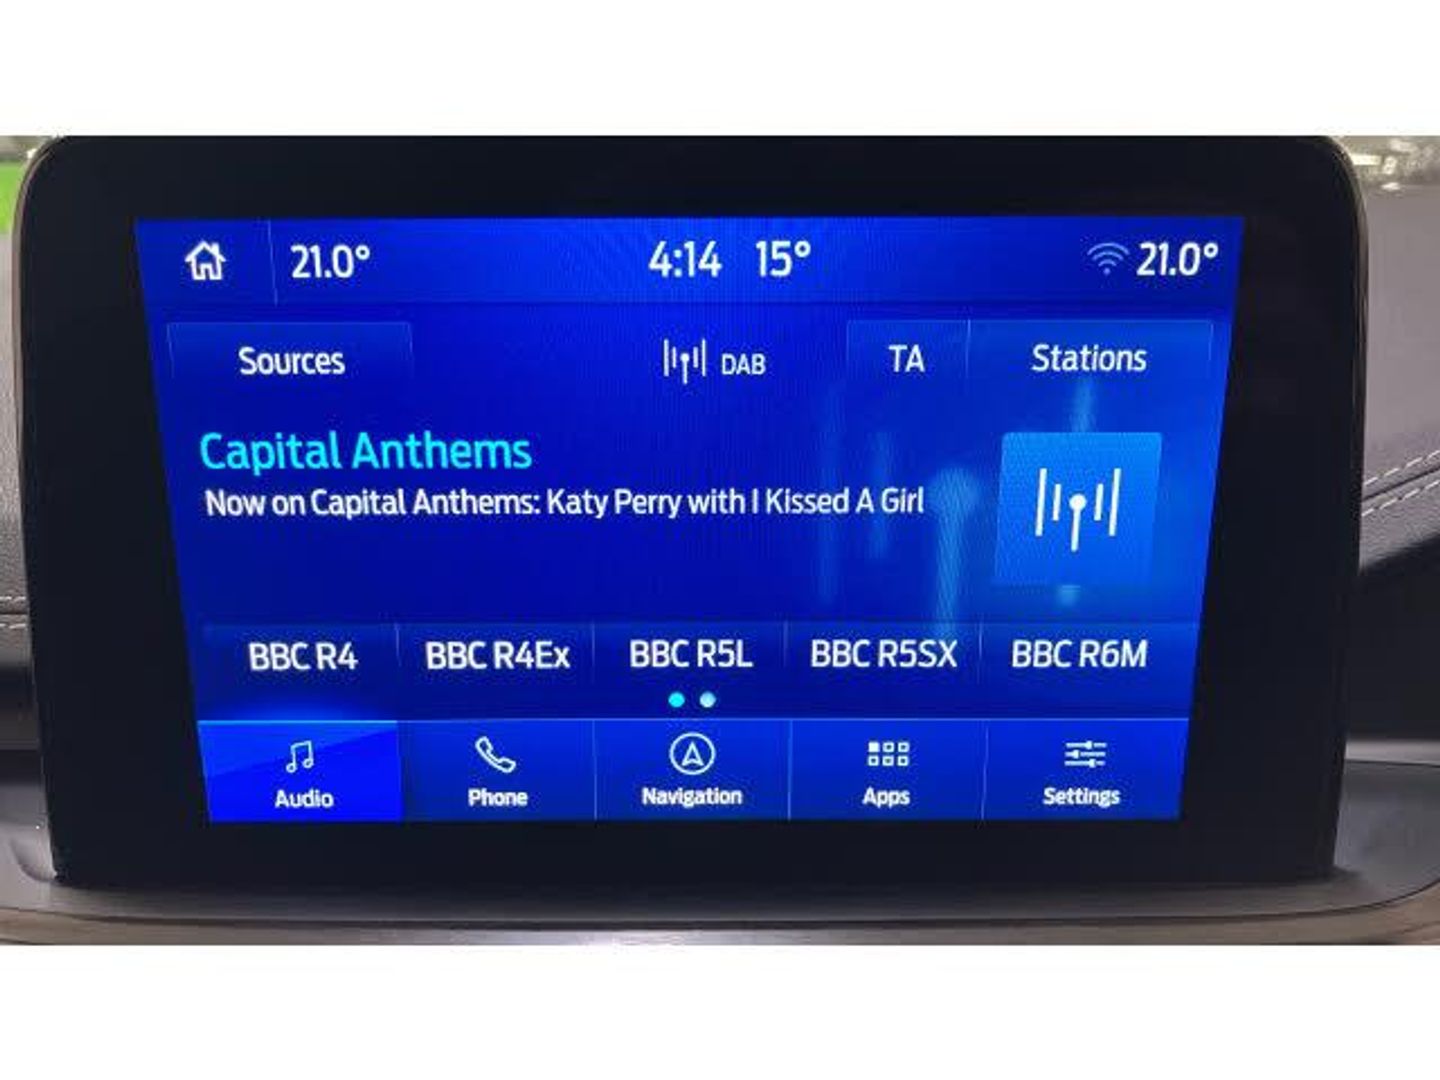 21.0° 4:14 15° 21.0°
Sources DAB TA Stations
Capital Anthems
Now on Capital Anthems: Katy Perry with I Kissed A Girl
BBC R4 BBC R4Ex BBC R5L BBC R5SX BBC R6M
Audio Phone Navigation Apps Settings